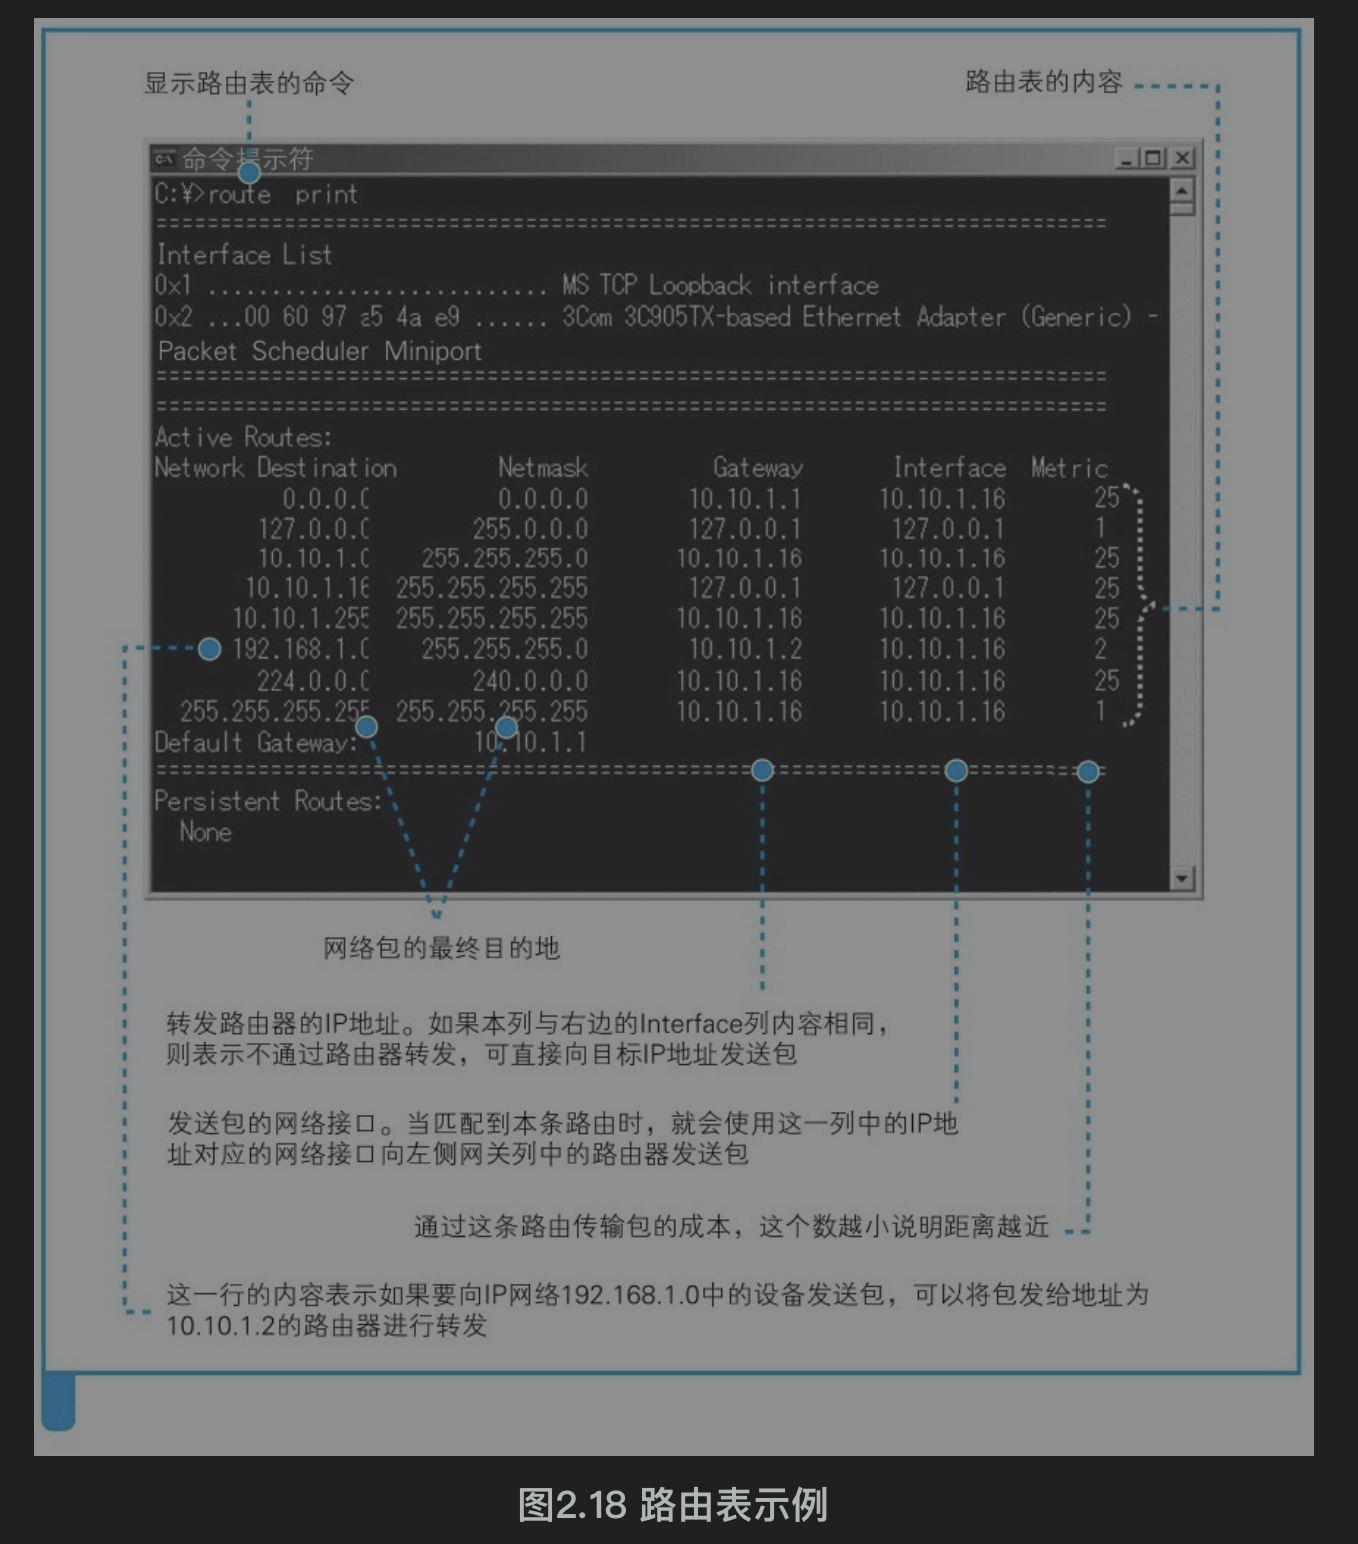 显示路由表的命令
路由表的内容
命令提示符
C:¥>route  print
===========================================================================
Interface List
0x1 ........................... MS TCP Loopback interface
0x2 ...00 60 97 a5 4a e9 ...... 3Com 3C905TX-based Ethernet Adapter (Generic) -
Packet Scheduler Miniport
===========================================================================
===========================================================================
Active Routes:
Network Destination        Netmask          Gateway       Interface  Metric
0.0.0.0          0.0.0.0        10.10.1.1      10.10.1.16       25
127.0.0.0        255.0.0.0        127.0.0.1       127.0.0.1       1
10.10.1.0    255.255.255.0       10.10.1.16      10.10.1.16       25
10.10.1.16  255.255.255.255        127.0.0.1       127.0.0.1       25
10.10.1.255  255.255.255.255       10.10.1.16      10.10.1.16       25
192.168.1.0    255.255.255.0        10.10.1.2      10.10.1.16       2
224.0.0.0        240.0.0.0       10.10.1.16      10.10.1.16       25
255.255.255.255  255.255.255.255       10.10.1.16      10.10.1.16       1
Default Gateway:         10.10.1.1
===========================================================================
Persistent Routes:
None
网络包的最终目的地
转发路由器的IP地址。如果本列与右边的Interface列内容相同，
则表示不通过路由器转发，可直接向目标IP地址发送包
发送包的网络接口。当匹配到本条路由时，就会使用这一列中的IP地
址对应的网络接口向左侧网关列中的路由器发送包
通过这条路由传输包的成本，这个数越小说明距离越近
这一行的内容表示如果要向IP网络192.168.1.0中的设备发送包，可以将包发给地址为
10.10.1.2的路由器进行转发
图2.18 路由表示例